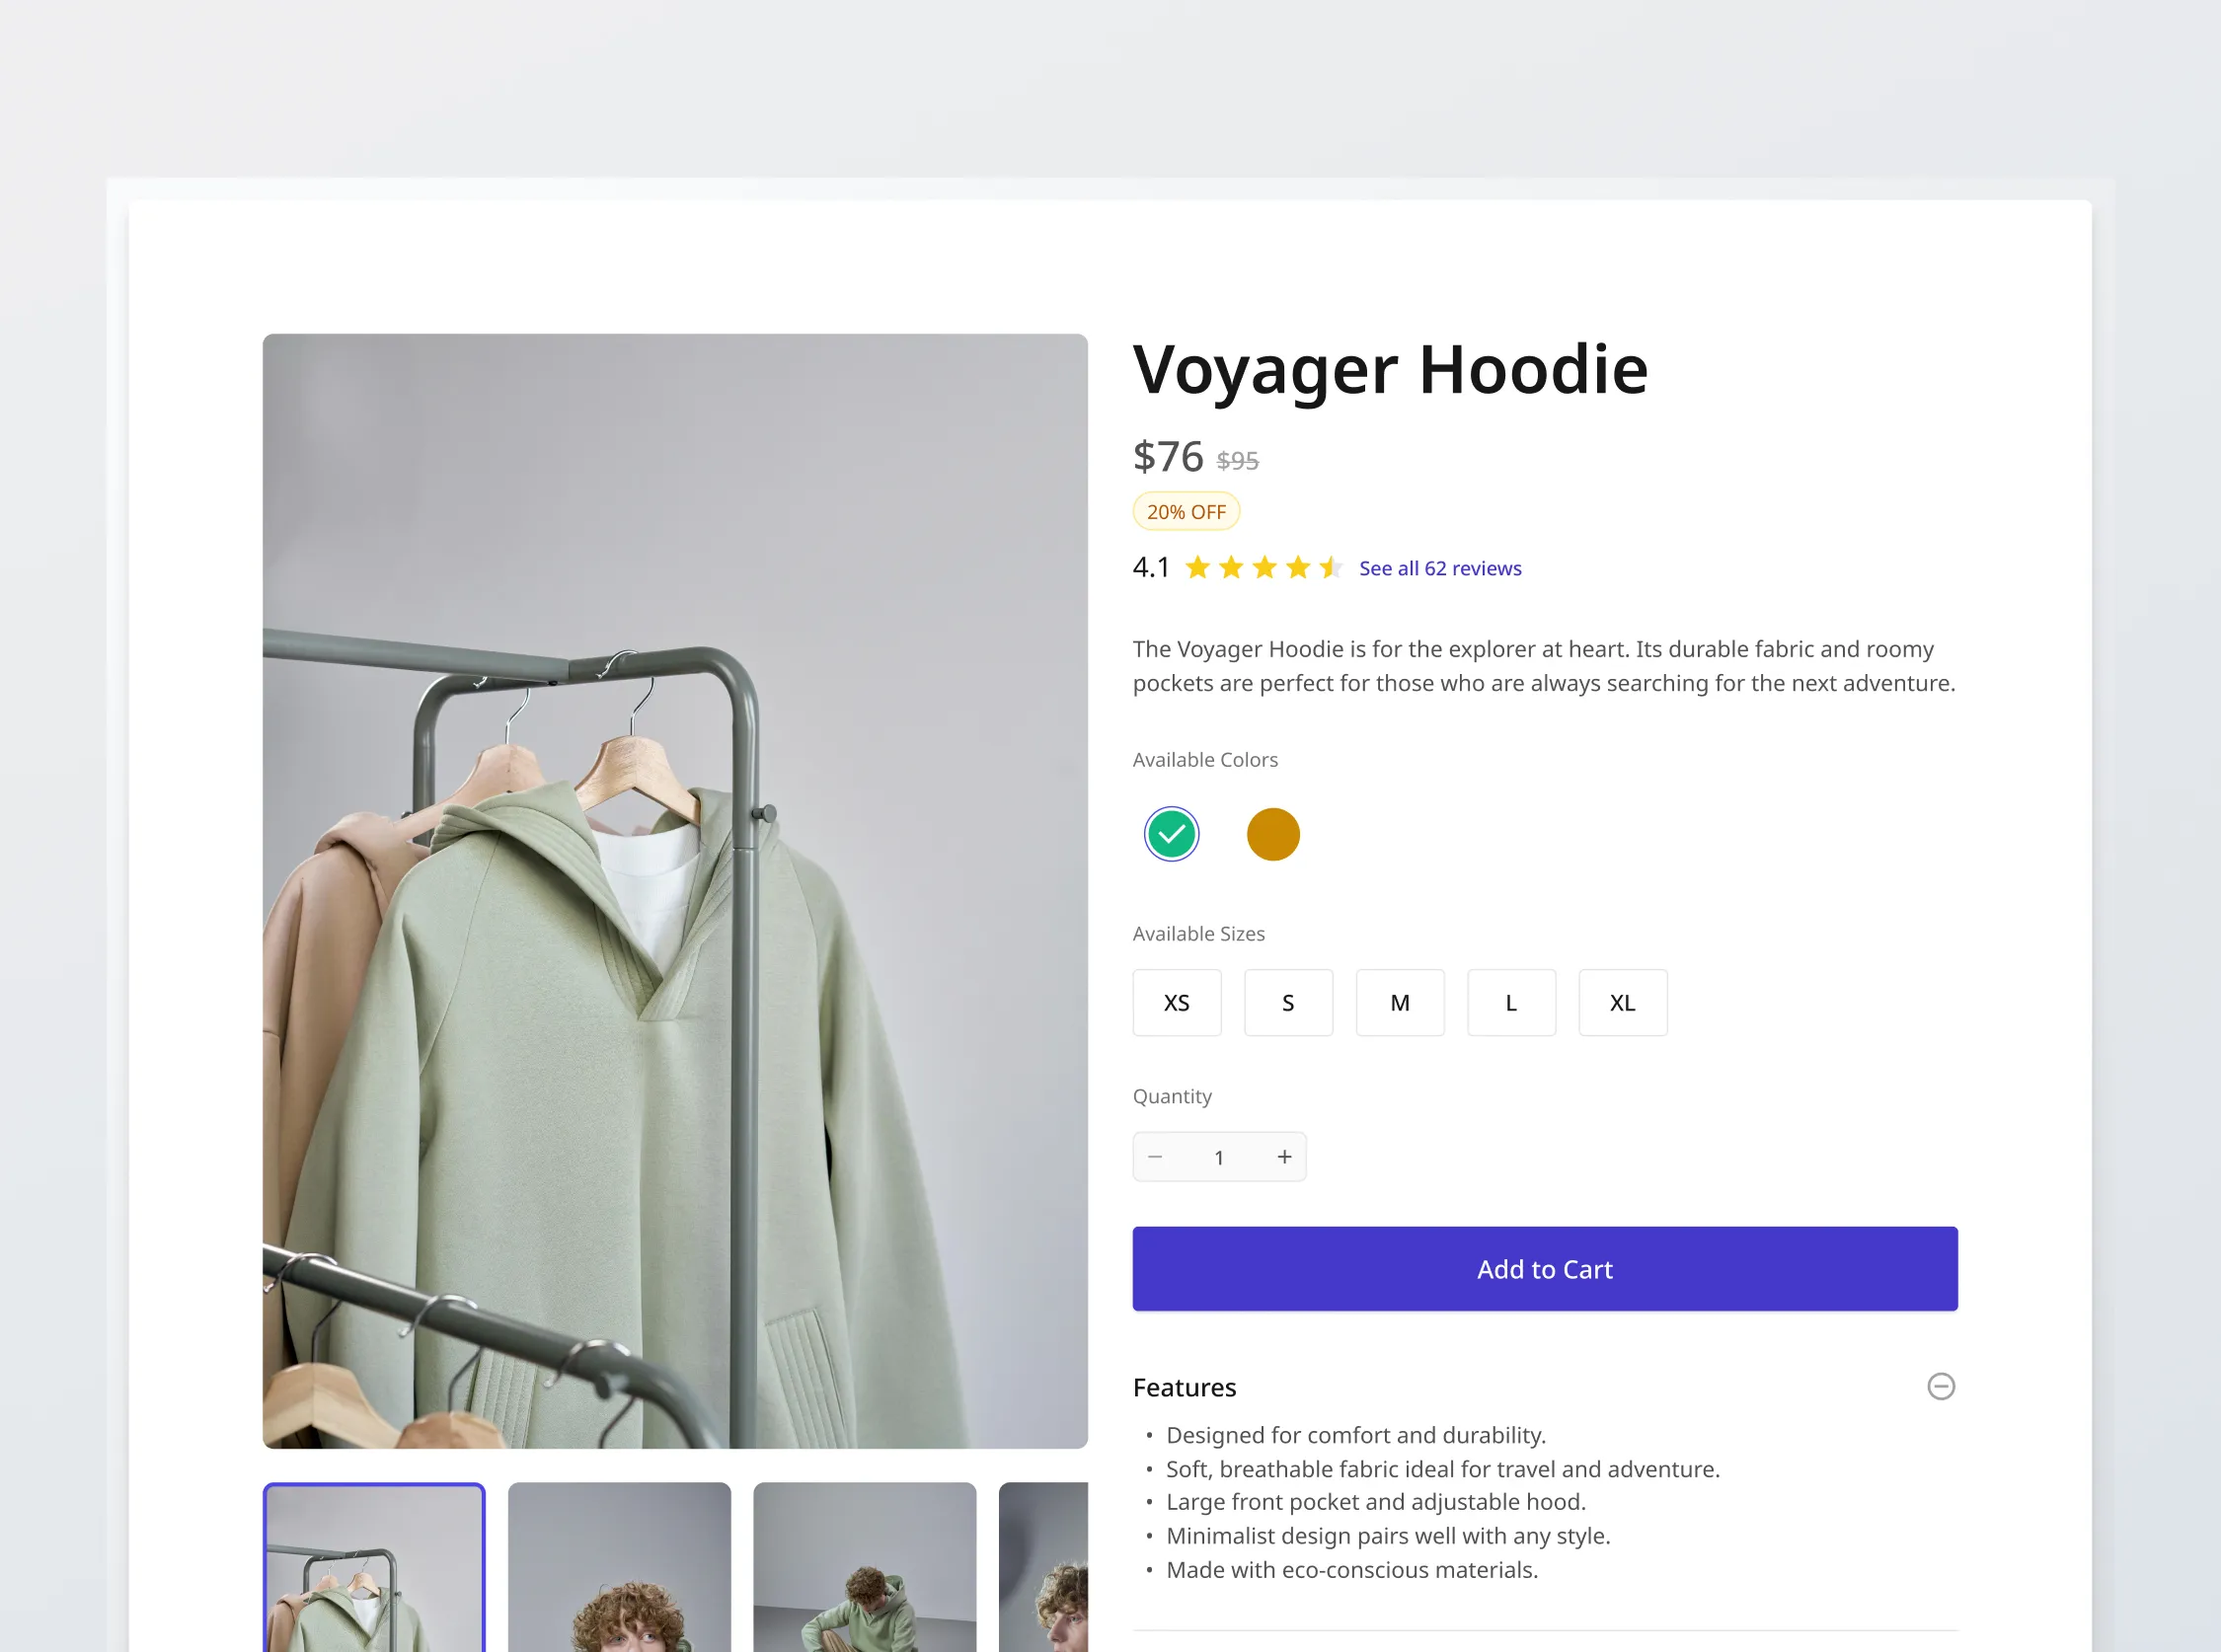 Voyager Hoodie
$76 $95
20% OFF
4.1 See all 62 reviews
The Voyager Hoodie is for the explorer at heart. Its durable fabric and roomy
pockets are perfect for those who are always searching for the next adventure.
Available Colors
Available Sizes
XS S M L XL
Quantity
− 1 +
Add to Cart
Features
• Designed for comfort and durability.
• Soft, breathable fabric ideal for travel and adventure.
• Large front pocket and adjustable hood.
• Minimalist design pairs well with any style.
• Made with eco-conscious materials.